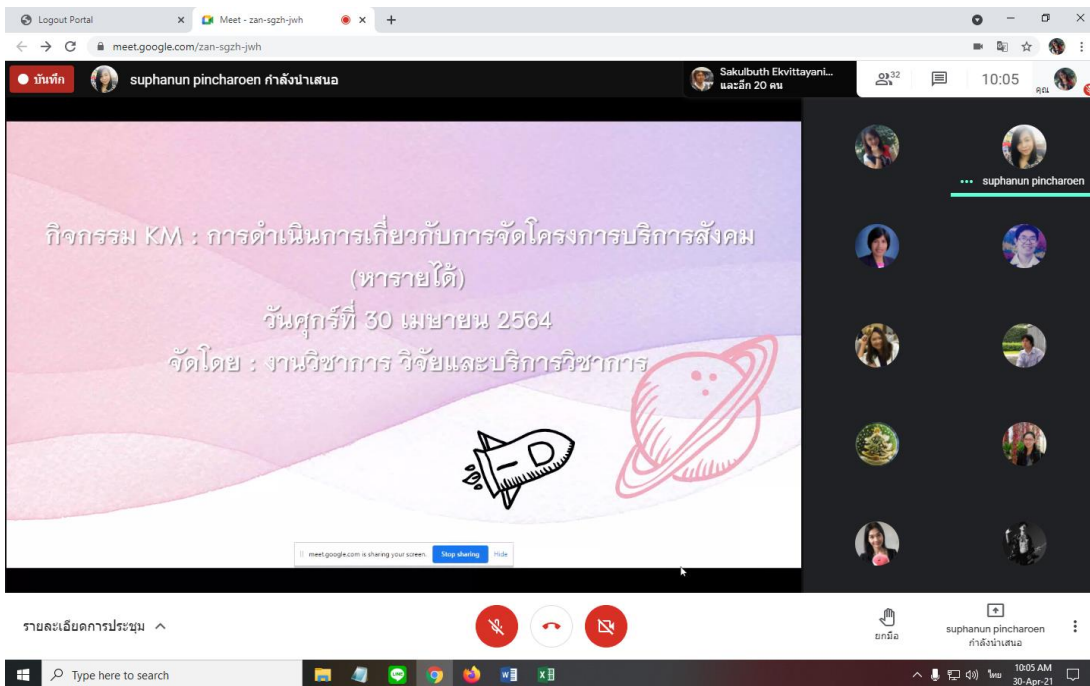 Logout Portal
Meet - zan-sgzh-jwh
meet.google.com/zan-sgzh-jwh
บันทึก
suphanun pincharoen กำลังนำเสนอ
Sakulbuth Ekvittayani...
และอีก 20 คน
32
10:05
คุณ
กิจกรรม KM : การดำเนินการเกี่ยวกับการจัดโครงการบริการสังคม
(หารายได้)
วันศุกร์ที่ 30 เมษายน 2564
จัดโดย : งานวิชาการ วิจัยและบริการวิชาการ
suphanun pincharoen
meet.google.com is sharing your screen.
Stop sharing
Hide
รายละเอียดการประชุม
ยกมือ
suphanun pincharoen
กำลังนำเสนอ
Type here to search
LINE
ไทย
10:05 AM
30-Apr-21